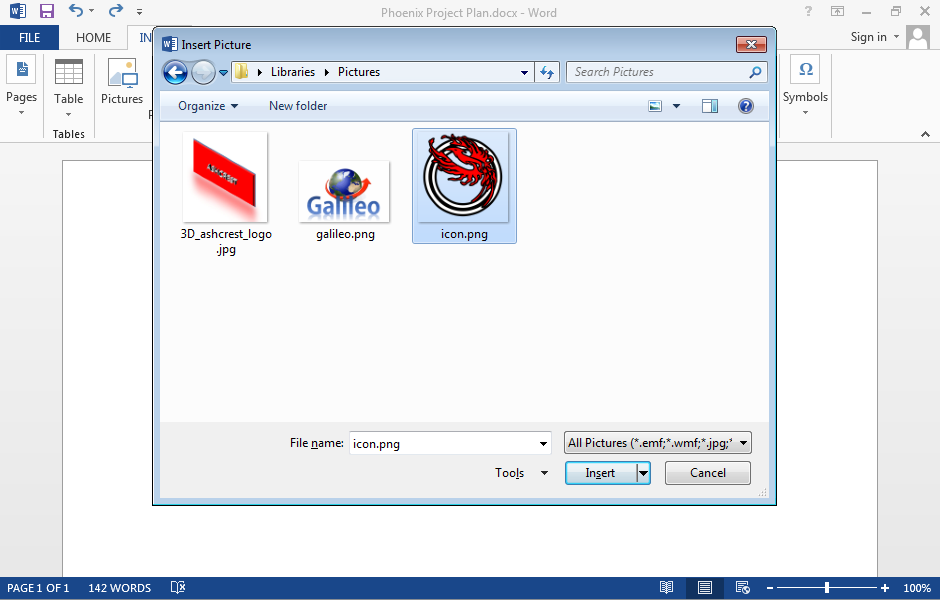 Phoenix Project Plan.docx - Word
FILE
HOME
IN
Sign in
Pages
Table
Pictures
Symbols
Tables
Insert Picture
Libraries
Pictures
Search Pictures
Organize
New folder
ASHCREST
3D_ashcrest_logo
.jpg
Galileo
galileo.png
icon.png
File name:
icon.png
All Pictures (*.emf;*.wmf;*.jpg;*
Tools
Insert
Cancel
PAGE 1 OF 1
142 WORDS
100%